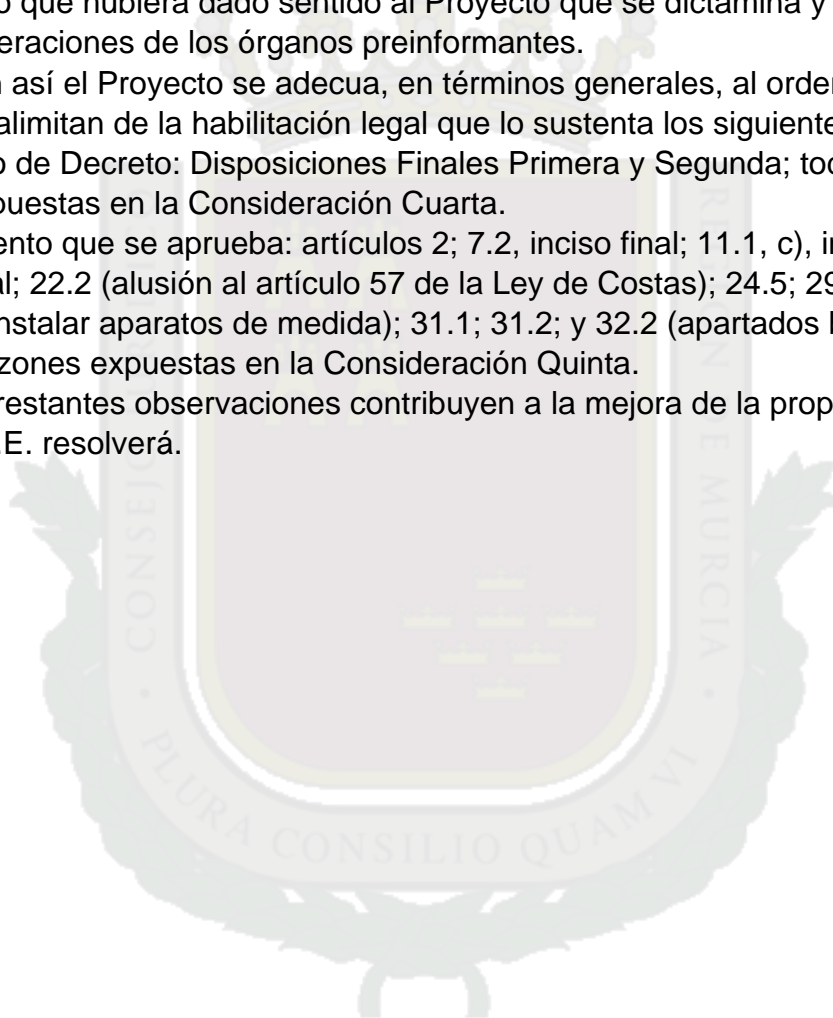 que hubiera dado sentido al Proyecto que se dictamina y
eraciones de los órganos preinformantes.
así el Proyecto se adecua, en términos generales, al orden
alimitan de la habilitación legal que lo sustenta los siguiente
de Decreto: Disposiciones Finales Primera y Segunda;
puestas en la Consideración Cuarta.
ento que se aprueba: artículos 2; 7.2, inciso final; 11.1, c),
al; 22.2 (alusión al artículo 57 de la Ley de Costas); 24.5; 29
nstalar aparatos de medida); 31.1; 31.2; y 32.2 (apartados
zones expuestas en la Consideración Quinta.
restantes observaciones contribuyen a la mejora de la prop
.E. resolverá.
CONSEJO JURÍDICO
REGIÓN DE MURCIA
PLURA CONSILIO QUAM VI